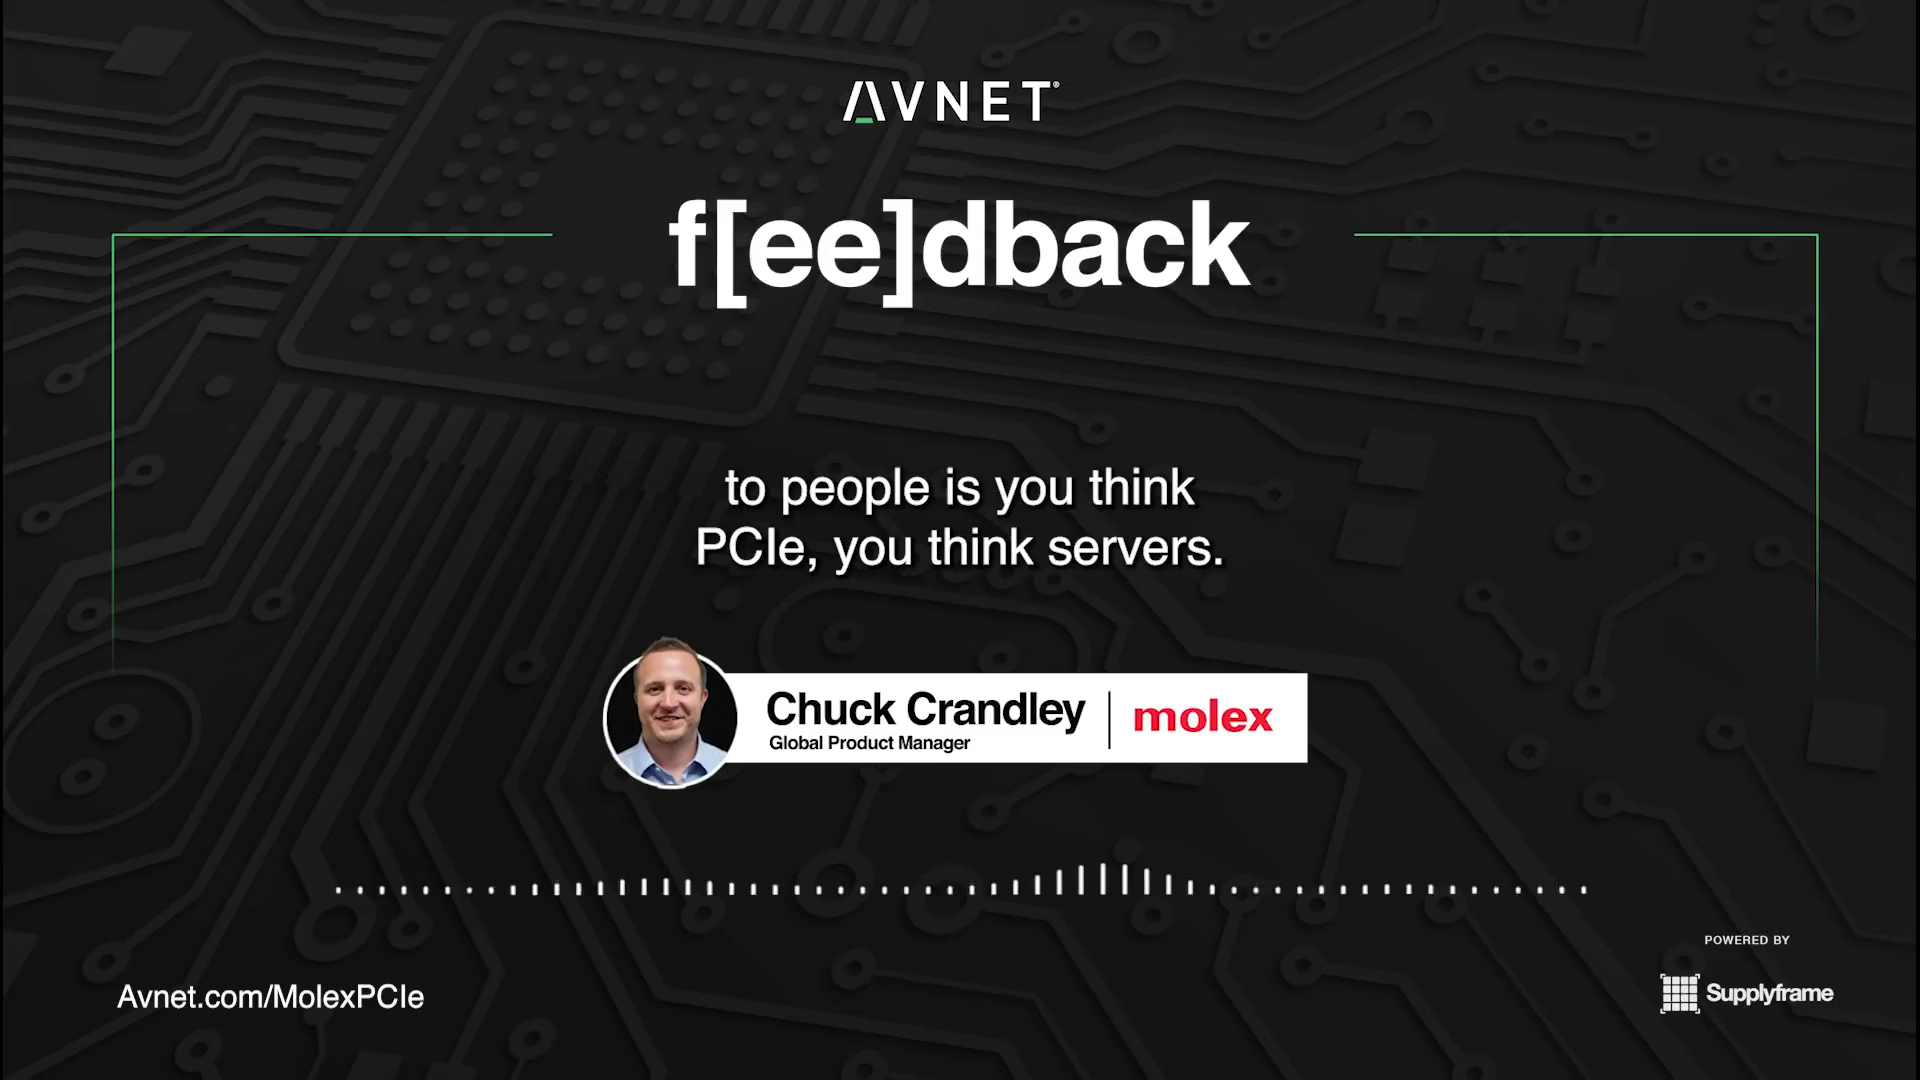 AVNET®
f[ee]dback
to people is you think
PCIe, you think servers.
Chuck Crandley
Global Product Manager
molex
POWERED BY
Supplyframe
Avnet.com/MolexPCIe